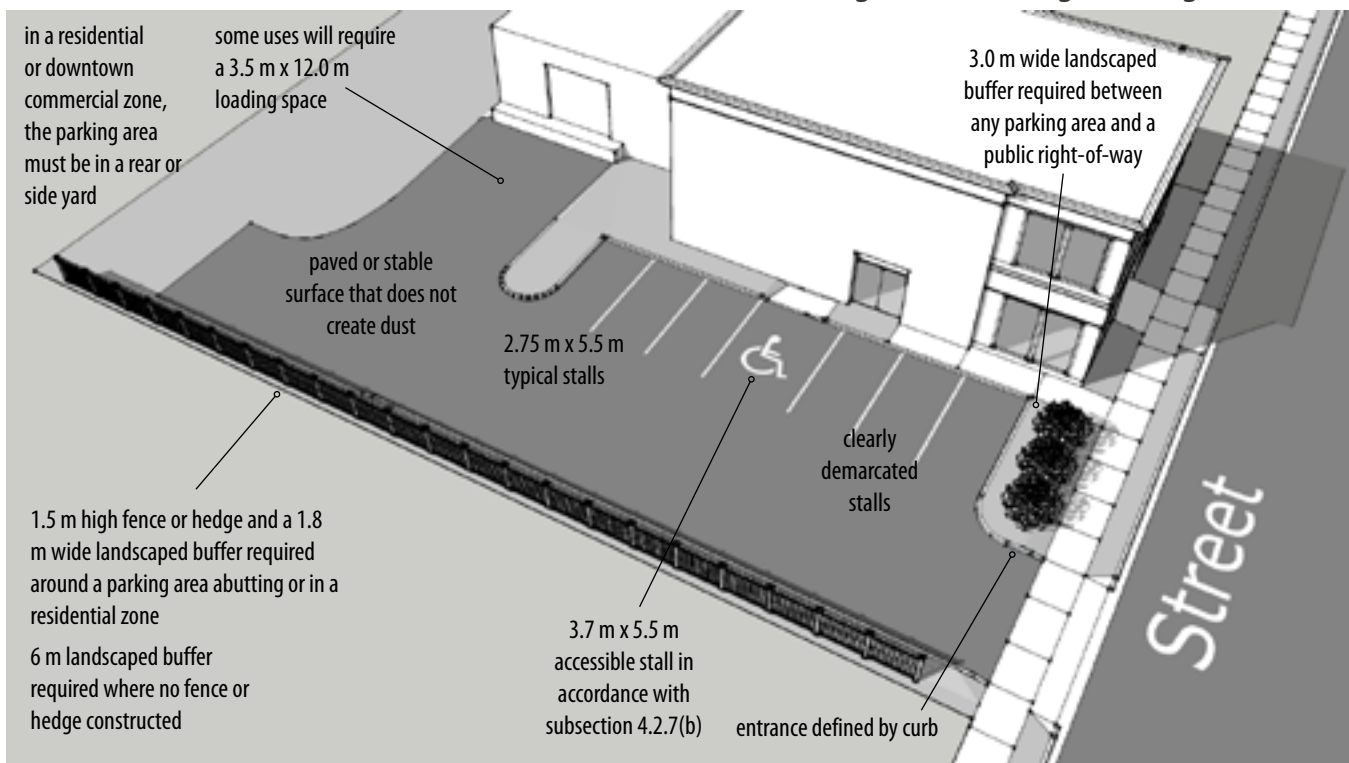 in a residential
or downtown
commercial zone,
the parking area
must be in a rear or
side yard
some uses will require
a 3.5 m x 12.0 m
loading space
3.0 m wide landscaped
buffer required between
any parking area and a
public right-of-way
paved or stable
surface that does not
create dust
2.75 m x 5.5 m
typical stalls
clearly
demarcated
stalls
1.5 m high fence or hedge and a 1.8
m wide landscaped buffer required
around a parking area abutting or in a
residential zone
6 m landscaped buffer
required where no fence or
hedge constructed
3.7 m x 5.5 m
accessible stall in
accordance with
subsection 4.2.7(b)
entrance defined by curb
Street